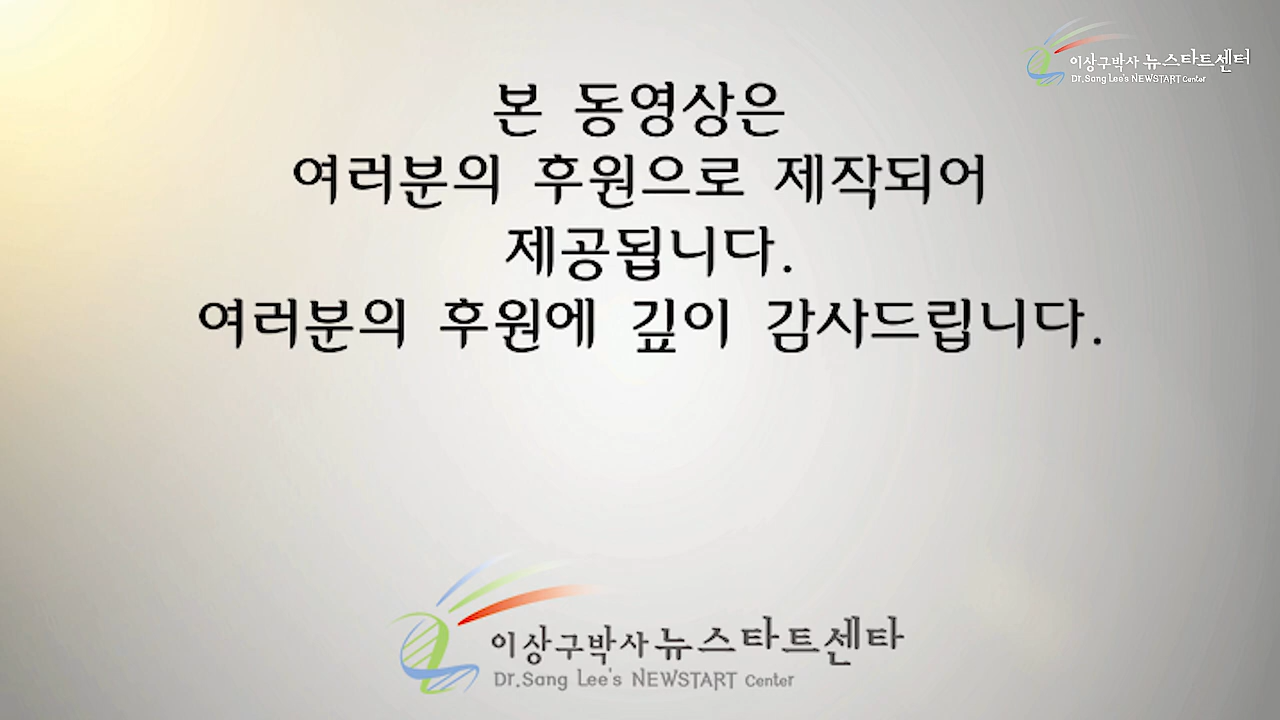 이상구박사 뉴스타트센터
Dr.Sang Lee's NEWSTART Center
본 동영상은
여러분의 후원으로 제작되어
제공됩니다.
여러분의 후원에 깊이 감사드립니다.
이상구박사 뉴스타트센타
Dr.Sang Lee's NEWSTART Center